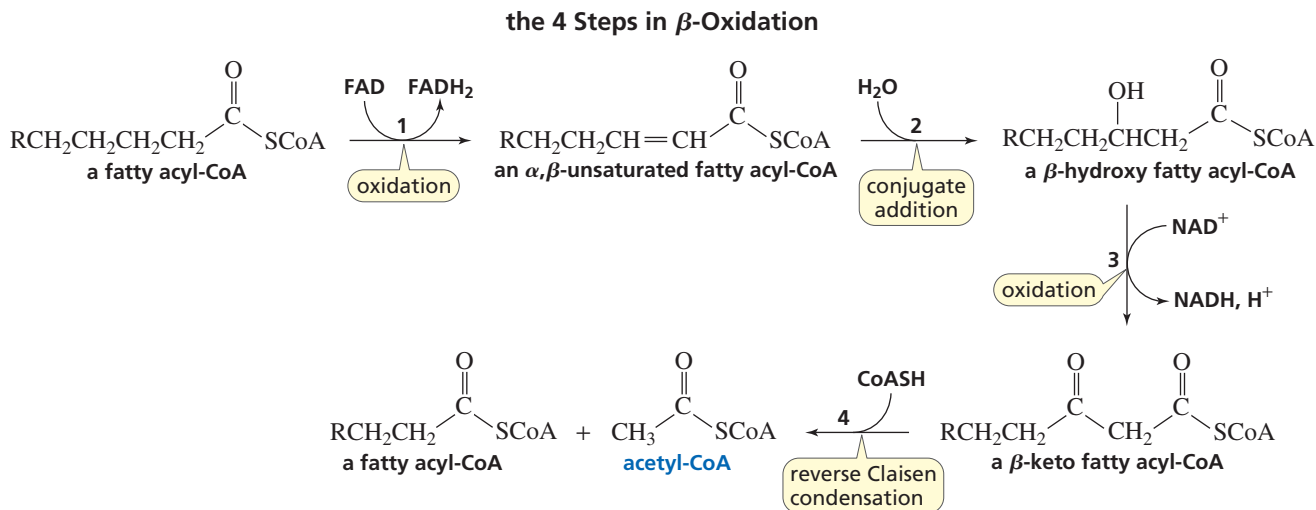 the 4 Steps in β-Oxidation
O
C
RCH₂CH₂CH₂CH₂ SCoA
a fatty acyl-CoA
FAD FADH₂
1
oxidation
O
C
RCH₂CH₂CH=CH SCoA
an α,β-unsaturated fatty acyl-CoA
H₂O
2
conjugate
addition
OH O
C
RCH₂CH₂CHCH₂ SCoA
a β-hydroxy fatty acyl-CoA
NAD⁺
3
oxidation
NADH, H⁺
O O
C C
RCH₂CH₂ CH₂ SCoA
a β-keto fatty acyl-CoA
CoASH
4
reverse Claisen
condensation
O O
C C
RCH₂CH₂ SCoA + CH₃ SCoA
a fatty acyl-CoA acetyl-CoA